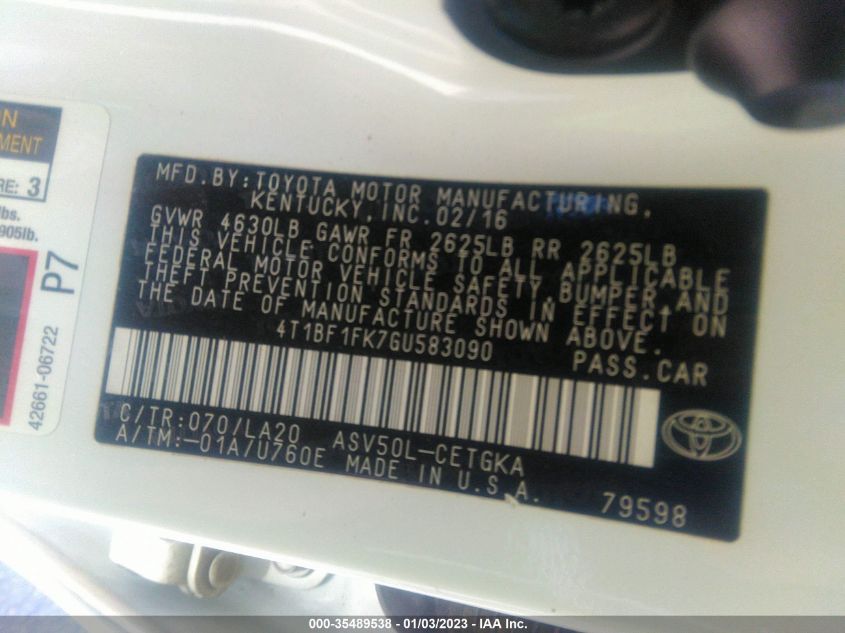 N
MENT
RE: 3
lbs.
905lb.
P7
42661-06722
MFD.BY:TOYOTA MOTOR MANUFACTURING,
KENTUCKY,INC.02/16
GVWR 4630LB GAWR FR 2625LB RR 2625LB
THIS VEHICLE CONFORMS TO ALL APPLICABLE
FEDERAL MOTOR VEHICLE SAFETY,BUMPER,AND
THEFT PREVENTION STANDARDS IN EFFECT ON
THE DATE OF MANUFACTURE SHOWN ABOVE.
4T1BF1FK7GU583090
PASS.CAR
C/TR:070/LA20 ASV50L-CETGKA
A/TM:-01A/U760E MADE IN U.S.A.
79598
000-35489538 - 01/03/2023 - IAA Inc.